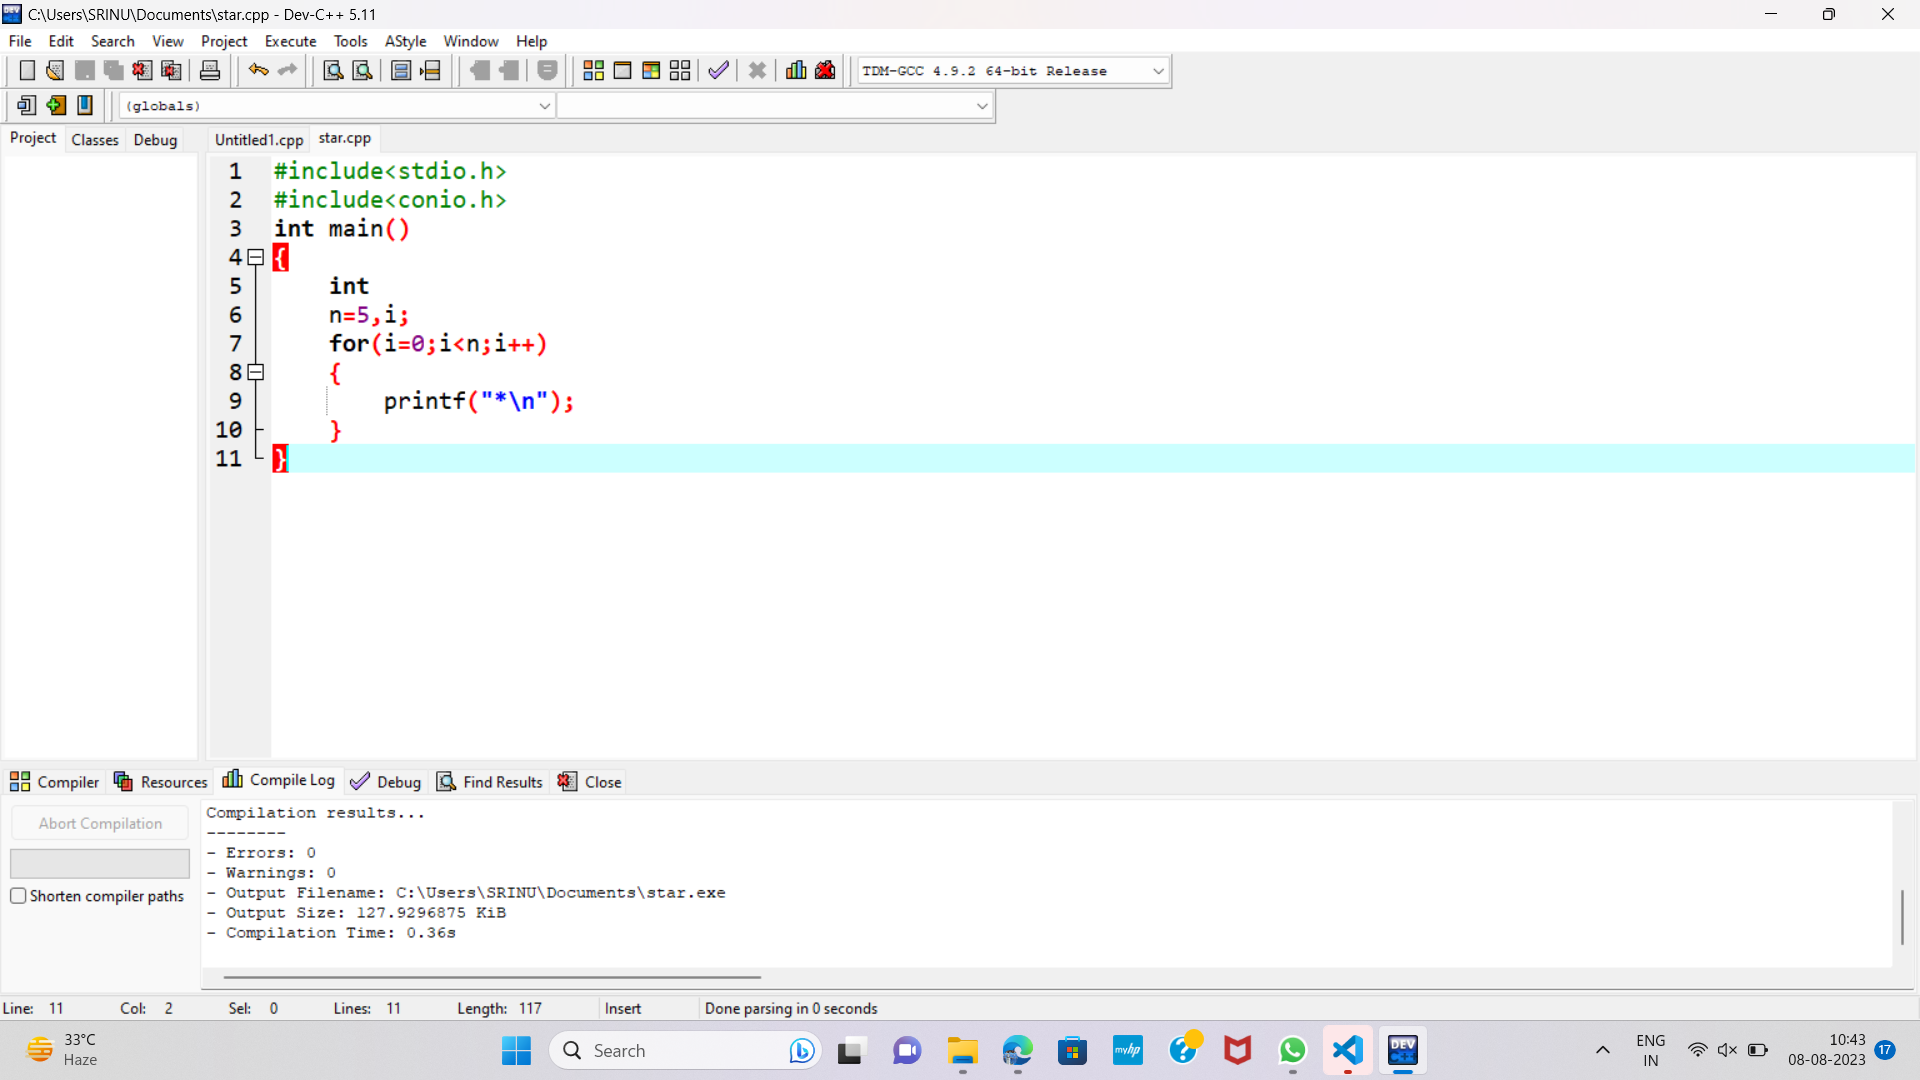 C:\Users\SRINU\Documents\star.cpp - Dev-C++ 5.11
File Edit Search View Project Execute Tools AStyle Window Help
TDM-GCC 4.9.2 64-bit Release
(globals)
Project Classes Debug Untitled1.cpp star.cpp
1 #include<stdio.h>
2 #include<conio.h>
3 int main()
4 {
5 int
6 n=5,i;
7 for(i=0;i<n;i++)
8 {
9 printf("*\n");
10 }
11 }
Compiler Resources Compile Log Debug Find Results Close
Abort Compilation
Shorten compiler paths
Compilation results...
--------
- Errors: 0
- Warnings: 0
- Output Filename: C:\Users\SRINU\Documents\star.exe
- Output Size: 127.9296875 KiB
- Compilation Time: 0.36s
Line: 11 Col: 2 Sel: 0 Lines: 11 Length: 117 Insert Done parsing in 0 seconds
33°C
Haze
Search
myhp
DEV
C++
ENG
IN
10:43
08-08-2023
17